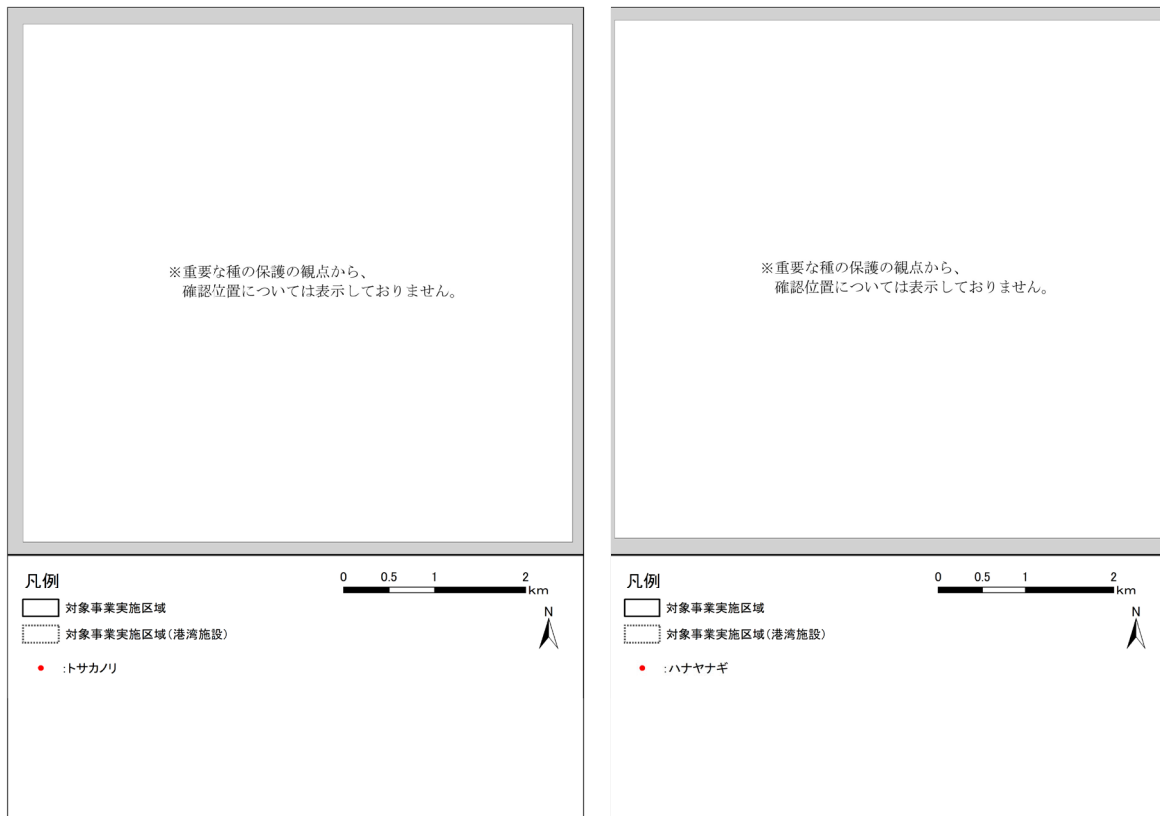 ※重要な種の保護の観点から、
確認位置については表示しておりません。
凡例
0 0.5 1 2
km
対象事業実施区域
N
対象事業実施区域(港湾施設)
:トサカノリ
※重要な種の保護の観点から、
確認位置については表示しておりません。
凡例
0 0.5 1 2
km
対象事業実施区域
N
対象事業実施区域(港湾施設)
:ハナヤナギ